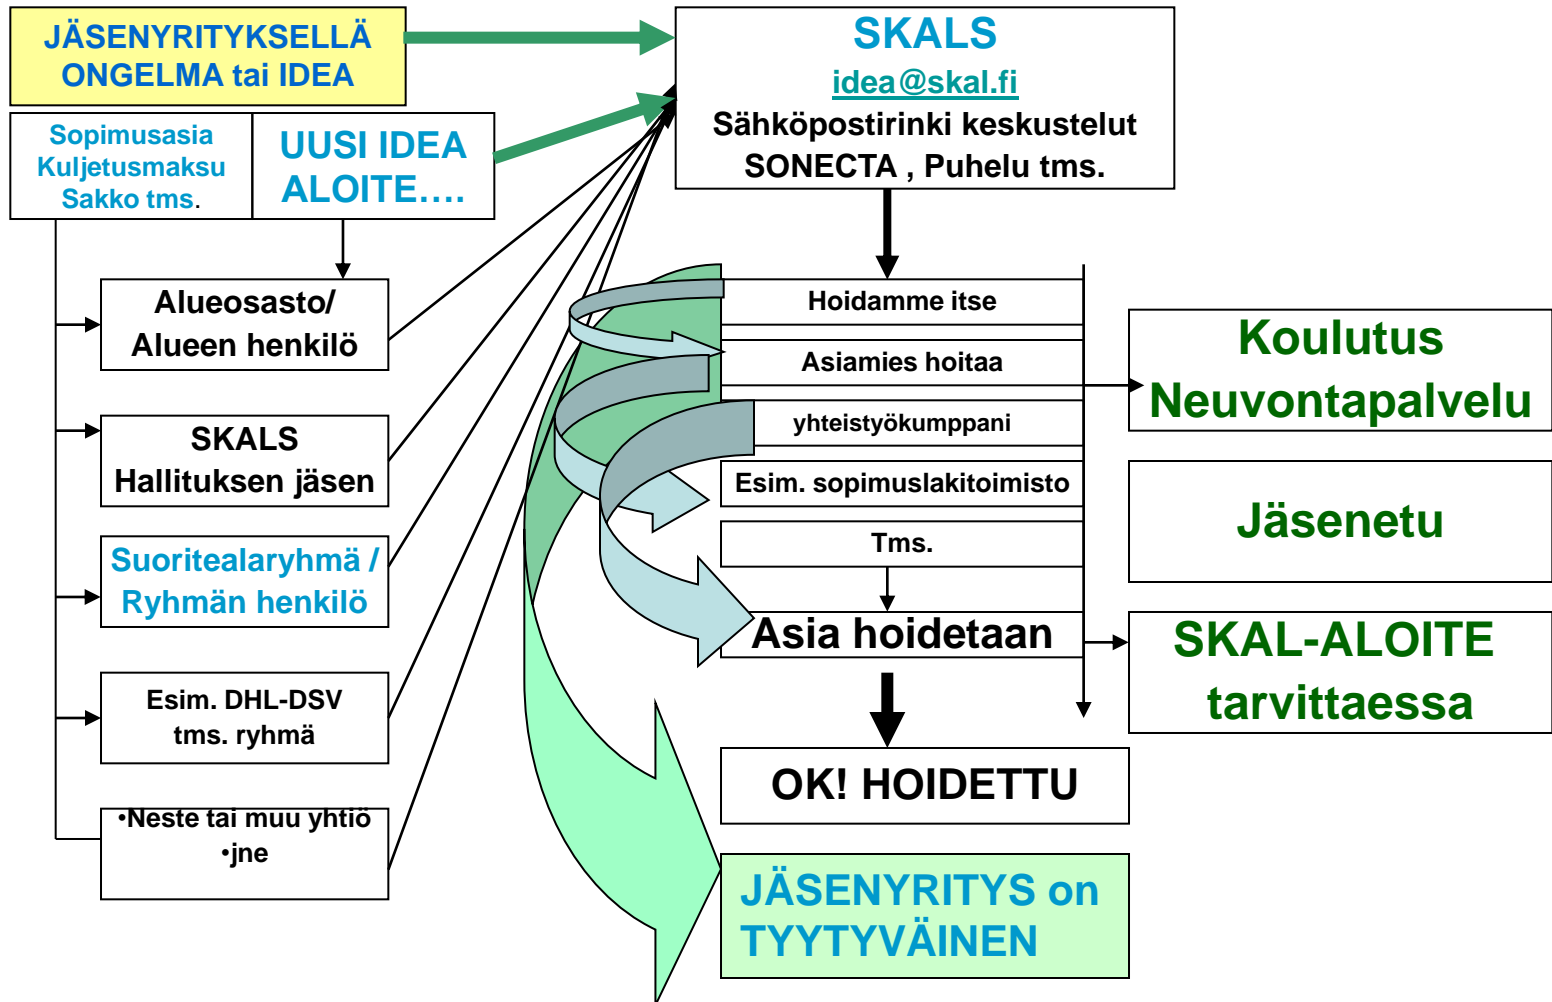 JÄSENYRITYKSELLÄ
ONGELMA tai IDEA
Sopimusasia
Kuljetusmaksu
Sakko tms.
UUSI IDEA
ALOITE....
Alueosasto/
Alueen henkilö
SKALS
Hallituksen jäsen
Suoritealaryhmä /
Ryhmän henkilö
Esim. DHL-DSV
tms. ryhmä
•Neste tai muu yhtiö
•jne
SKALS
idea@skal.fi
Sähköpostirinki keskustelut
SONECTA , Puhelu tms.
Hoidamme itse
Asiamies hoitaa
yhteistyökumppani
Esim. sopimuslakitoimisto
Tms.
Asia hoidetaan
OK! HOIDETTU
JÄSENYRITYS on
TYYTYVÄINEN
Koulutus
Neuvontapalvelu
Jäsenetu
SKAL-ALOITE
tarvittaessa